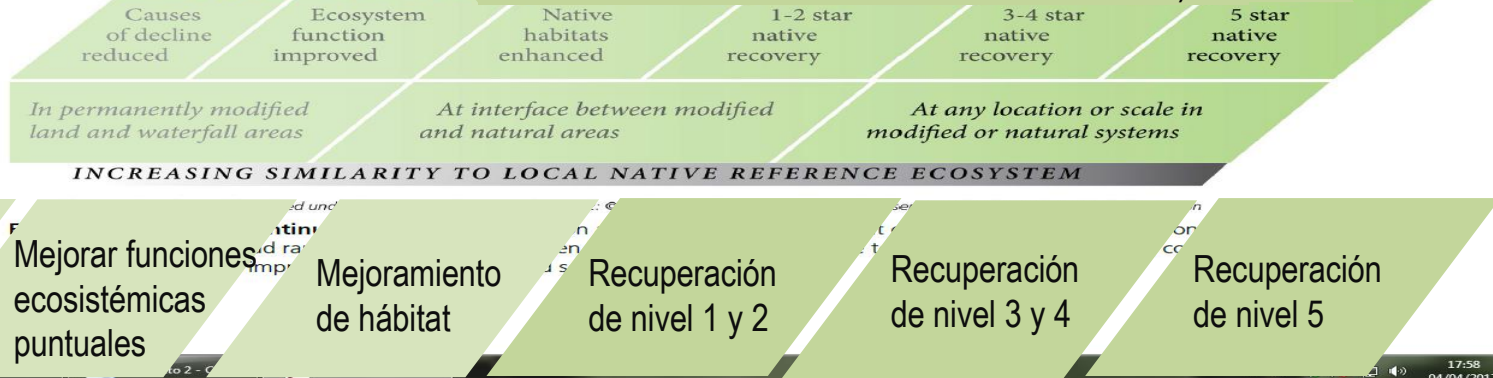 Causes
of decline
reduced
Ecosystem
function
improved
Native
habitats
enhanced
1-2 star
native
recovery
3-4 star
native
recovery
5 star
native
recovery
In permanently modified
land and waterfall areas
At interface between modified
and natural areas
At any location or scale in
modified or natural systems
INCREASING SIMILARITY TO LOCAL NATIVE REFERENCE ECOSYSTEM
Mejorar funciones
ecosistémicas
puntuales
Mejoramiento
de hábitat
Recuperación
de nivel 1 y 2
Recuperación
de nivel 3 y 4
Recuperación
de nivel 5
17:58